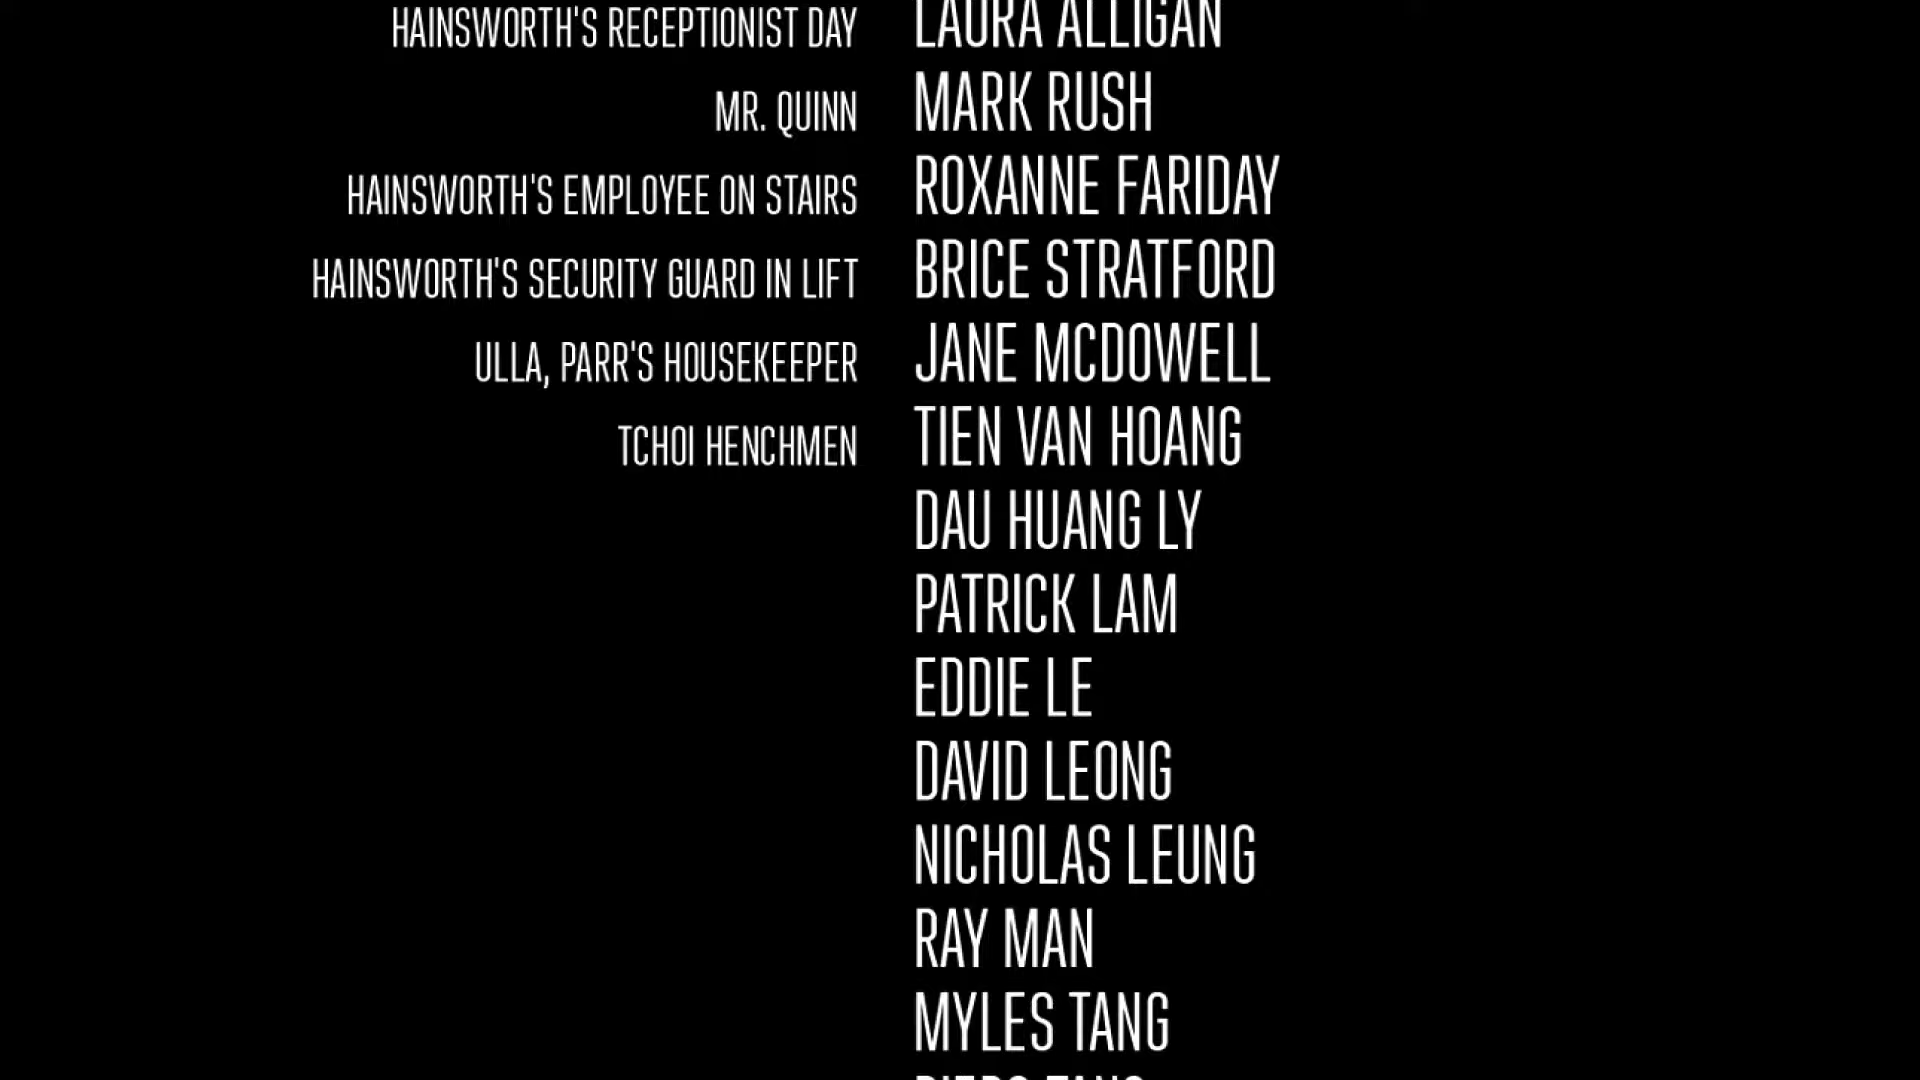 HAINSWORTH'S RECEPTIONIST DAY LAURA ALLIGAN
MR. QUINN MARK RUSH
HAINSWORTH'S EMPLOYEE ON STAIRS ROXANNE FARIDAY
HAINSWORTH'S SECURITY GUARD IN LIFT BRICE STRATFORD
ULLA, PARR'S HOUSEKEEPER JANE MCDOWELL
TCHOI HENCHMEN TIEN VAN HOANG
DAU HUANG LY
PATRICK LAM
EDDIE LE
DAVID LEONG
NICHOLAS LEUNG
RAY MAN
MYLES TANG